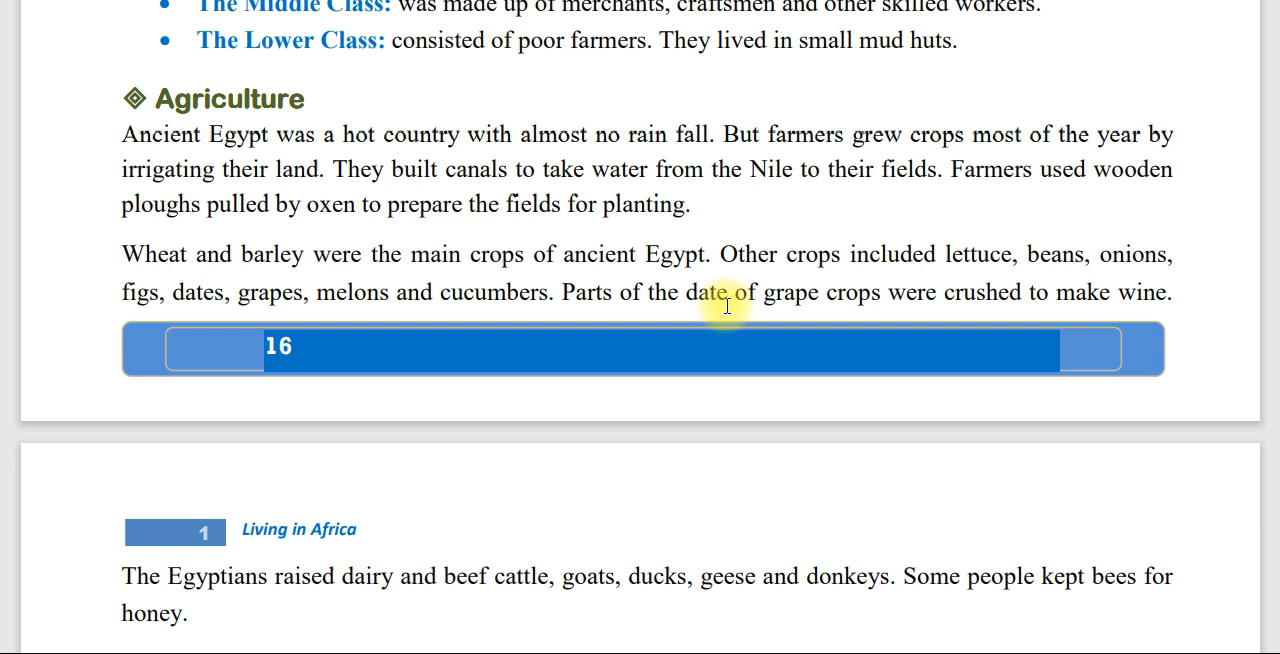 The Middle Class: was made up of merchants, craftsmen and other skilled workers.
The Lower Class: consisted of poor farmers. They lived in small mud huts.
Agriculture
Ancient Egypt was a hot country with almost no rain fall. But farmers grew crops most of the year by
irrigating their land. They built canals to take water from the Nile to their fields. Farmers used wooden
ploughs pulled by oxen to prepare the fields for planting.
Wheat and barley were the main crops of ancient Egypt. Other crops included lettuce, beans, onions,
figs, dates, grapes, melons and cucumbers. Parts of the date of grape crops were crushed to make wine.
16
1 Living in Africa
The Egyptians raised dairy and beef cattle, goats, ducks, geese and donkeys. Some people kept bees for
honey.